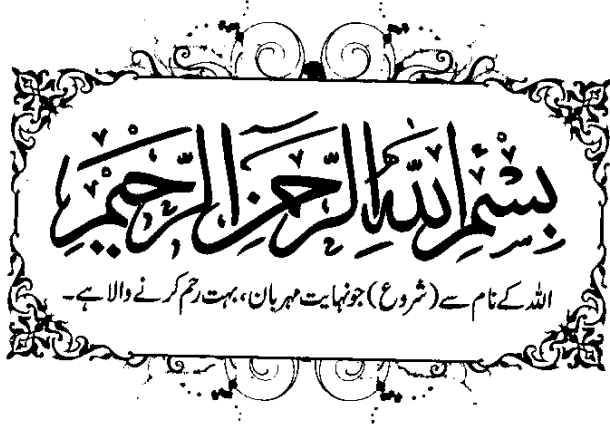 بِسْمِ اللّٰهِ الرَّحْمٰنِ الرَّحِيْمِ
اللہ کے نام سے (شروع) جو نہایت مہربان، بہت رحم کرنے والا ہے۔